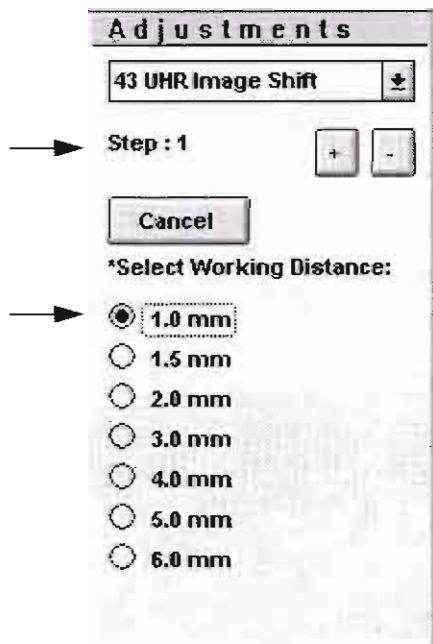 Adjustments
43 UHR Image Shift
Step : 1 + -
Cancel
*Select Working Distance:
1.0 mm
1.5 mm
2.0 mm
3.0 mm
4.0 mm
5.0 mm
6.0 mm